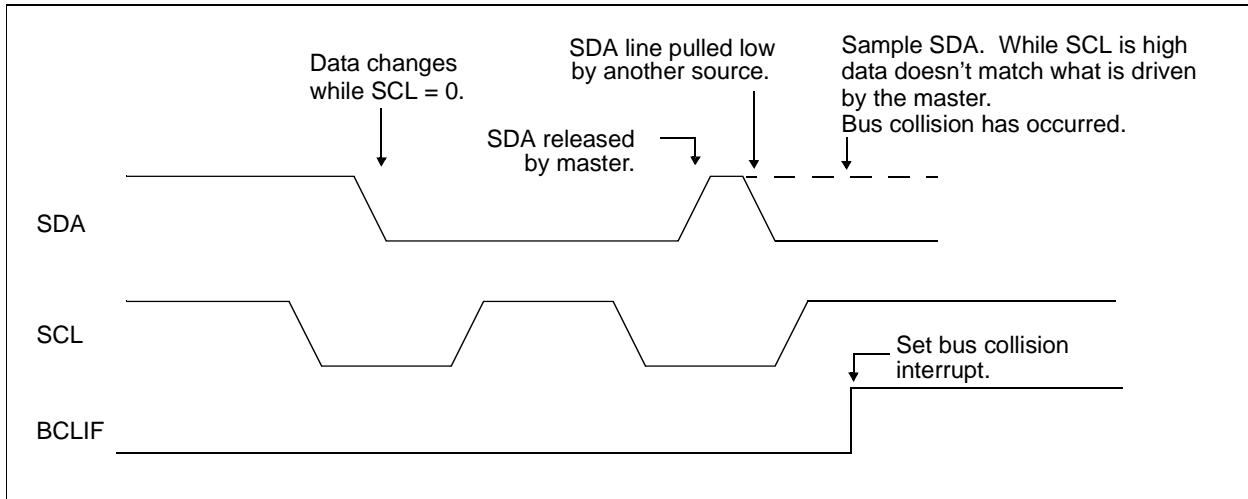 Data changes
while SCL = 0.
SDA line pulled low
by another source.
Sample SDA.  While SCL is high
data doesn't match what is driven
by the master.
Bus collision has occurred.
SDA released
by master.
SDA
SCL
Set bus collision
interrupt.
BCLIF